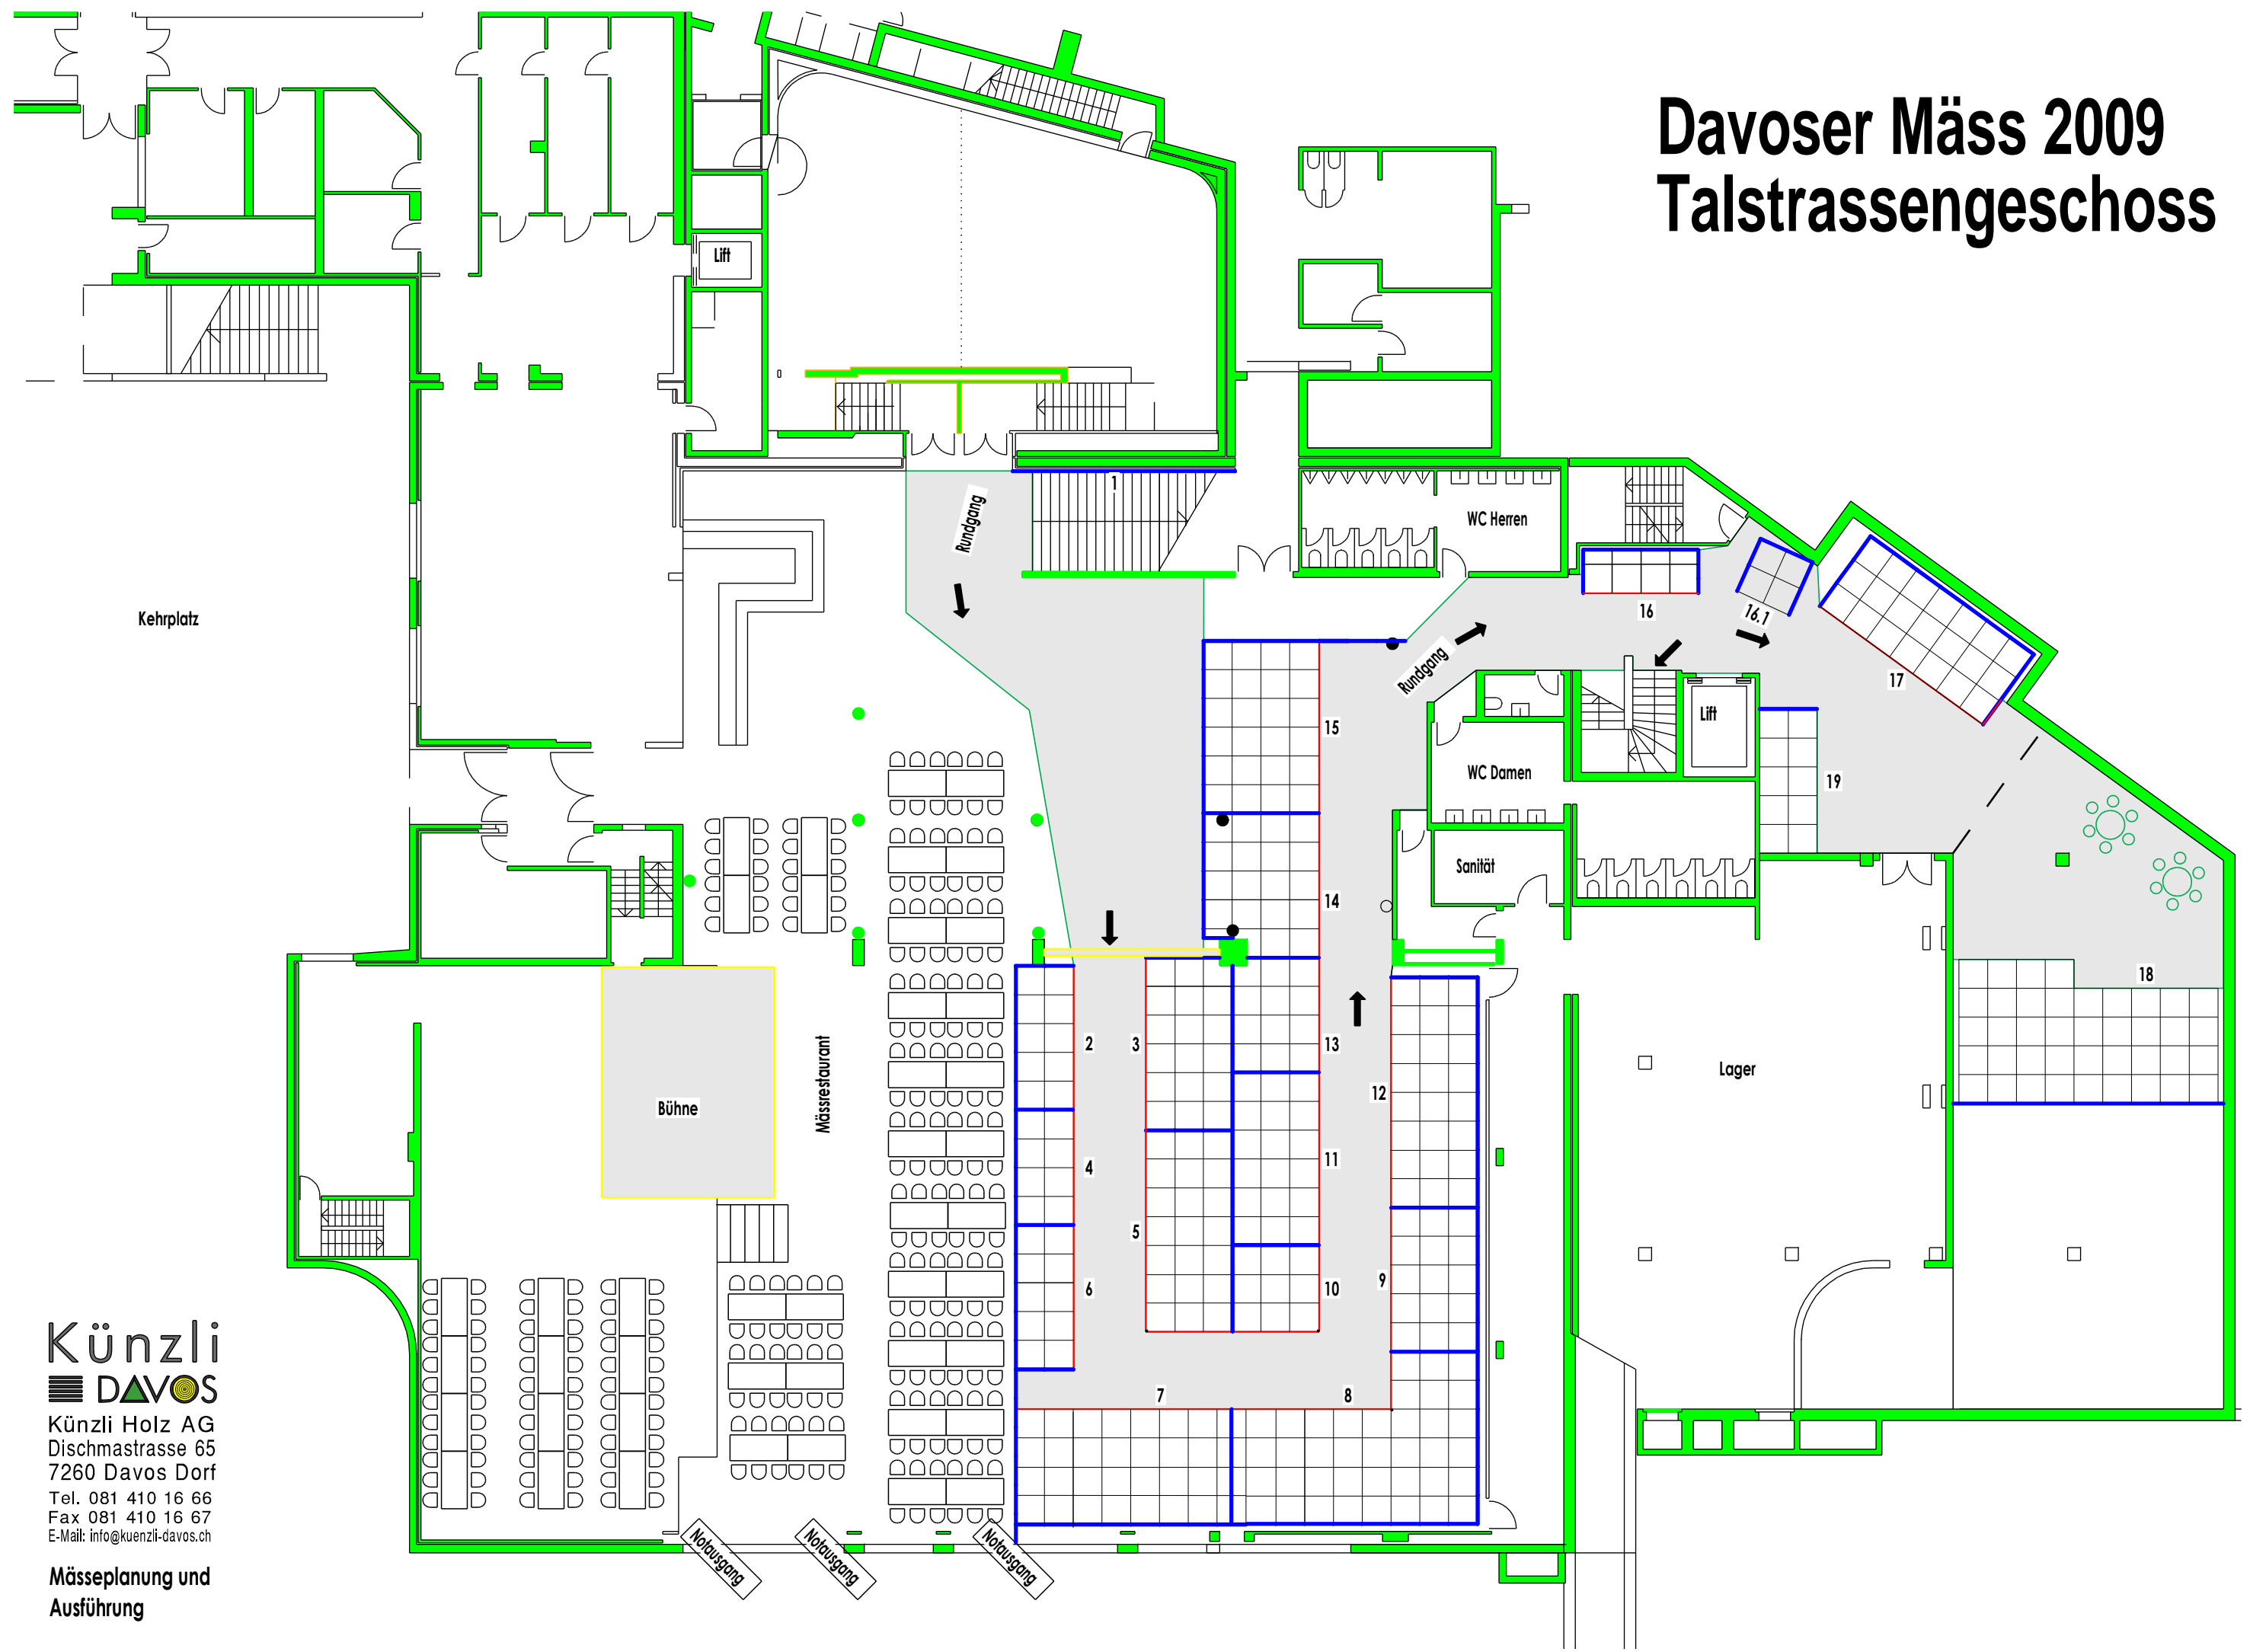 Davoser Mäss 2009
Talstrassengeschoss
Lift
1
Rundgang
WC Herren
Kehrplatz
16
16.1
Rundgang
17
15
Lift
WC Damen
19
Sanität
14
18
2
3
13
Mässrestaurant
Lager
12
Bühne
4
11
5
6
10
9
7
8
Künzli
DAVOS
Künzli Holz AG
Dischmastrasse 65
7260 Davos Dorf
Tel. 081 410 16 66
Fax 081 410 16 67
E-Mail: info@kuenzli-davos.ch
Notausgang
Notausgang
Notausgang
Mässeplanung und
Ausführung